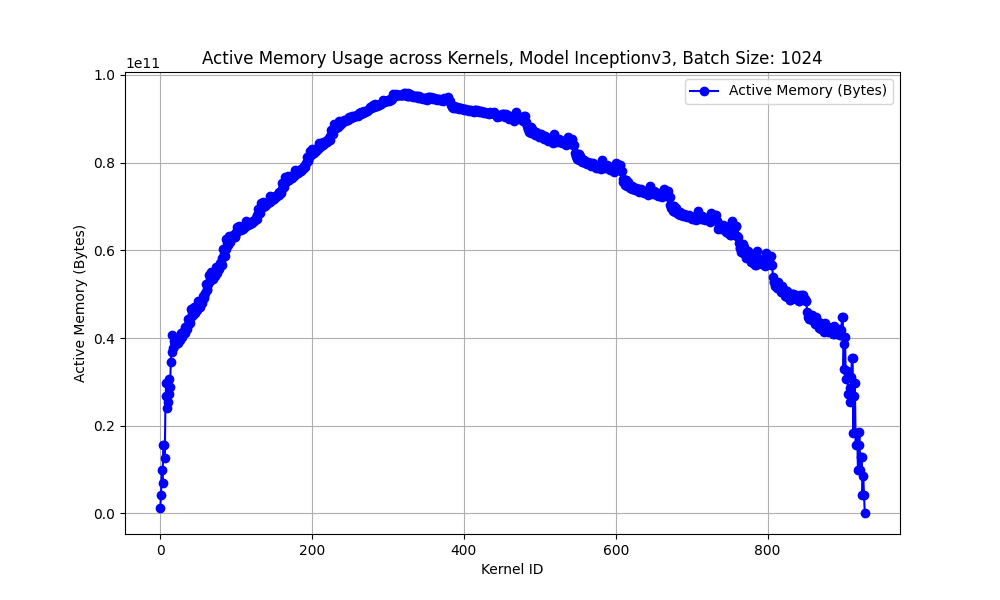 Active Memory Usage across Kernels, Model Inceptionv3, Batch Size: 1024
1e11
Active Memory (Bytes)
1.0
0.8
0.6
0.4
0.2
0.0
Active Memory (Bytes)
0 200 400 600 800
Kernel ID